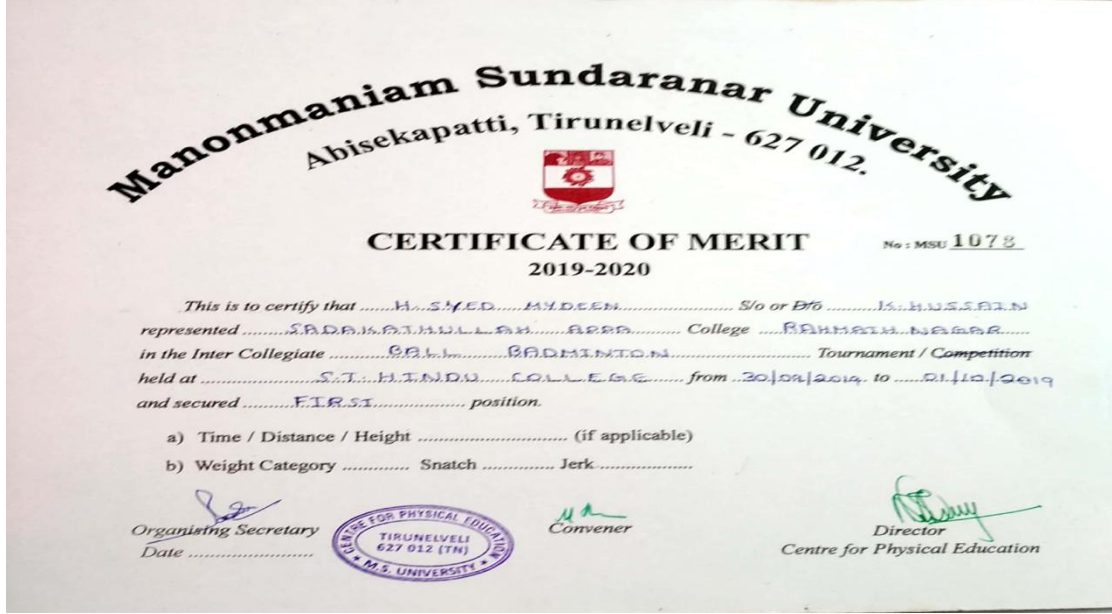 Manonmaniam Sundaranar University
Abisekapatti, Tirunelveli - 627 012.
CERTIFICATE OF MERIT
No : MSU 1078
2019-2020
This is to certify that ......H. SYED MYDEEN...... S/o or D/o ......K. HUSSAIN
represented ......SADAKATHULLAH APPA...... College ....RAHMATH NAGAR....
in the Inter Collegiate ......BALL BADMINTON...... Tournament / Competition
held at ......S.T. HINDU COLLEGE...... from ..30/09/2019. to .....01/10/2019
and secured ......FIRST...... position.
a) Time / Distance / Height .............................. (if applicable)
b) Weight Category ............. Snatch .............. Jerk ...................
Organising Secretary
Date .........................
CENTRE FOR PHYSICAL EDUCATION
TIRUNELVELI
627 012 (TN)
M.S. UNIVERSITY
Convener
Director
Centre for Physical Education